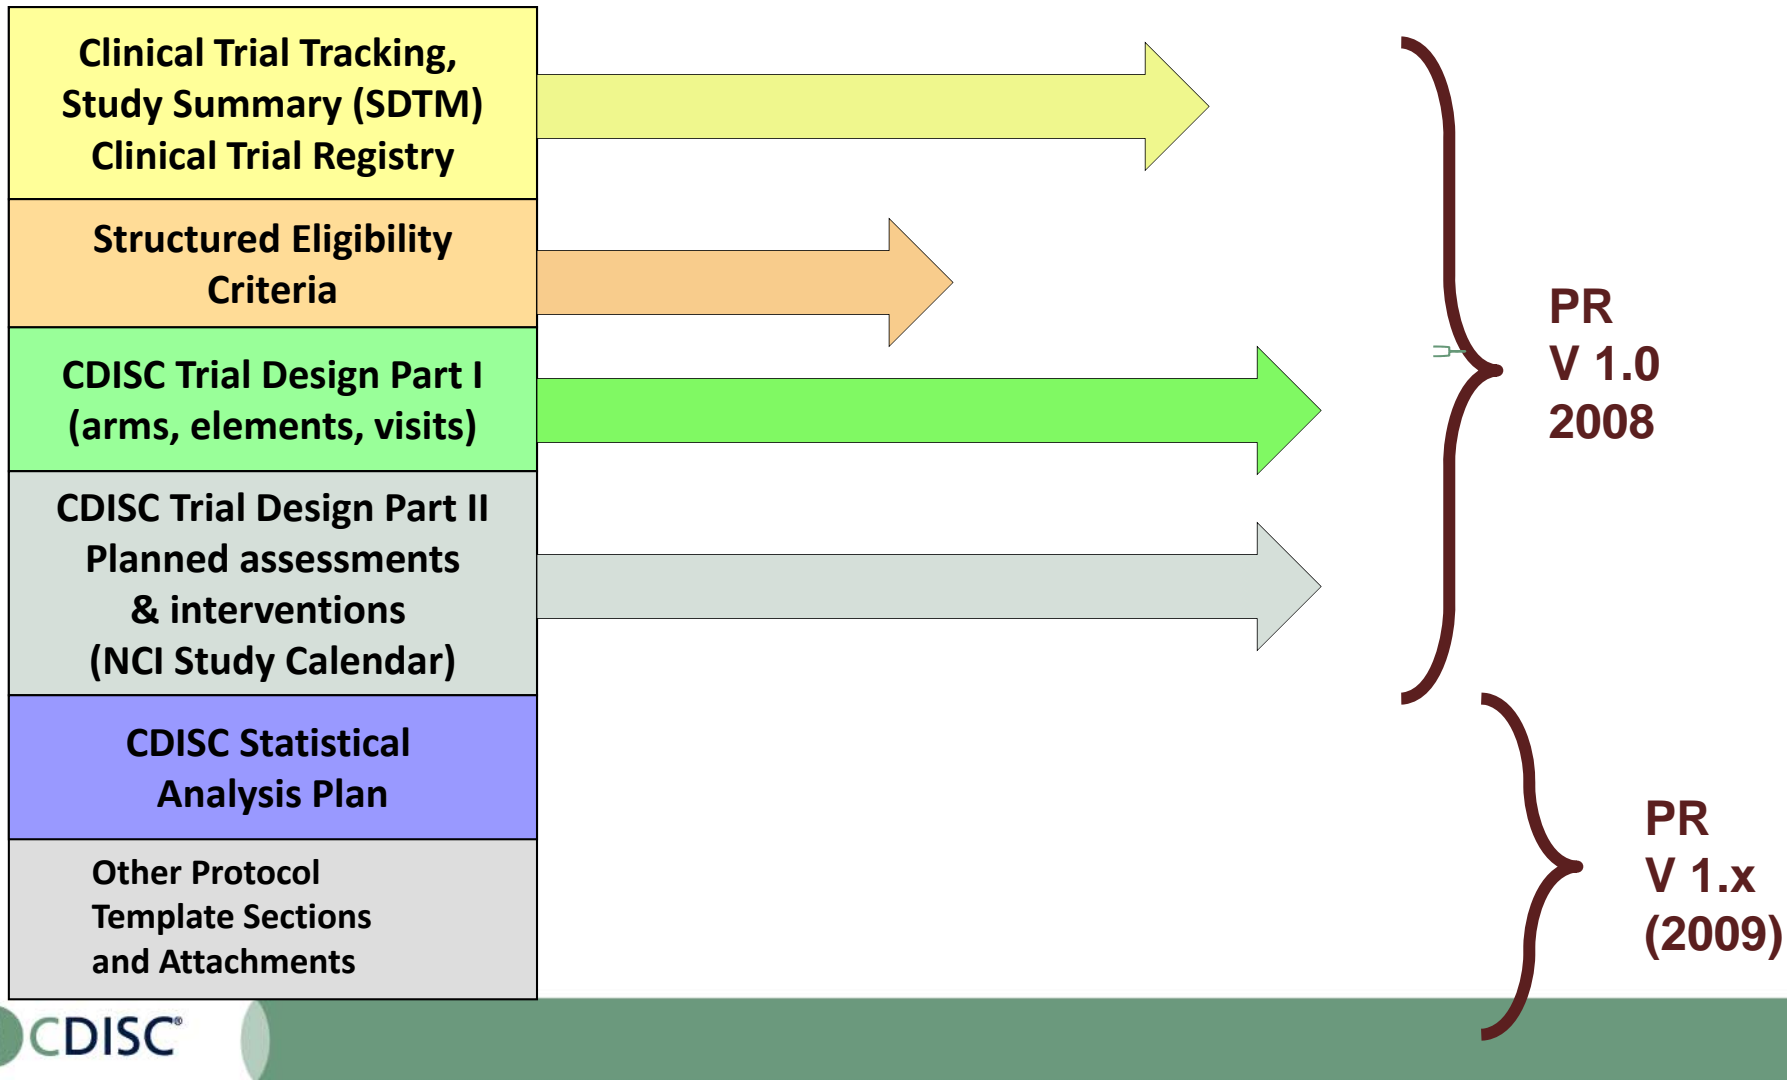 Clinical Trial Tracking,
Study Summary (SDTM)
Clinical Trial Registry
Structured Eligibility
Criteria
CDISC Trial Design Part I
(arms, elements, visits)
CDISC Trial Design Part II
Planned assessments
& interventions
(NCI Study Calendar)
CDISC Statistical
Analysis Plan
Other Protocol
Template Sections
and Attachments
PR
V 1.0
2008
PR
V 1.x
(2009)
CDISC®